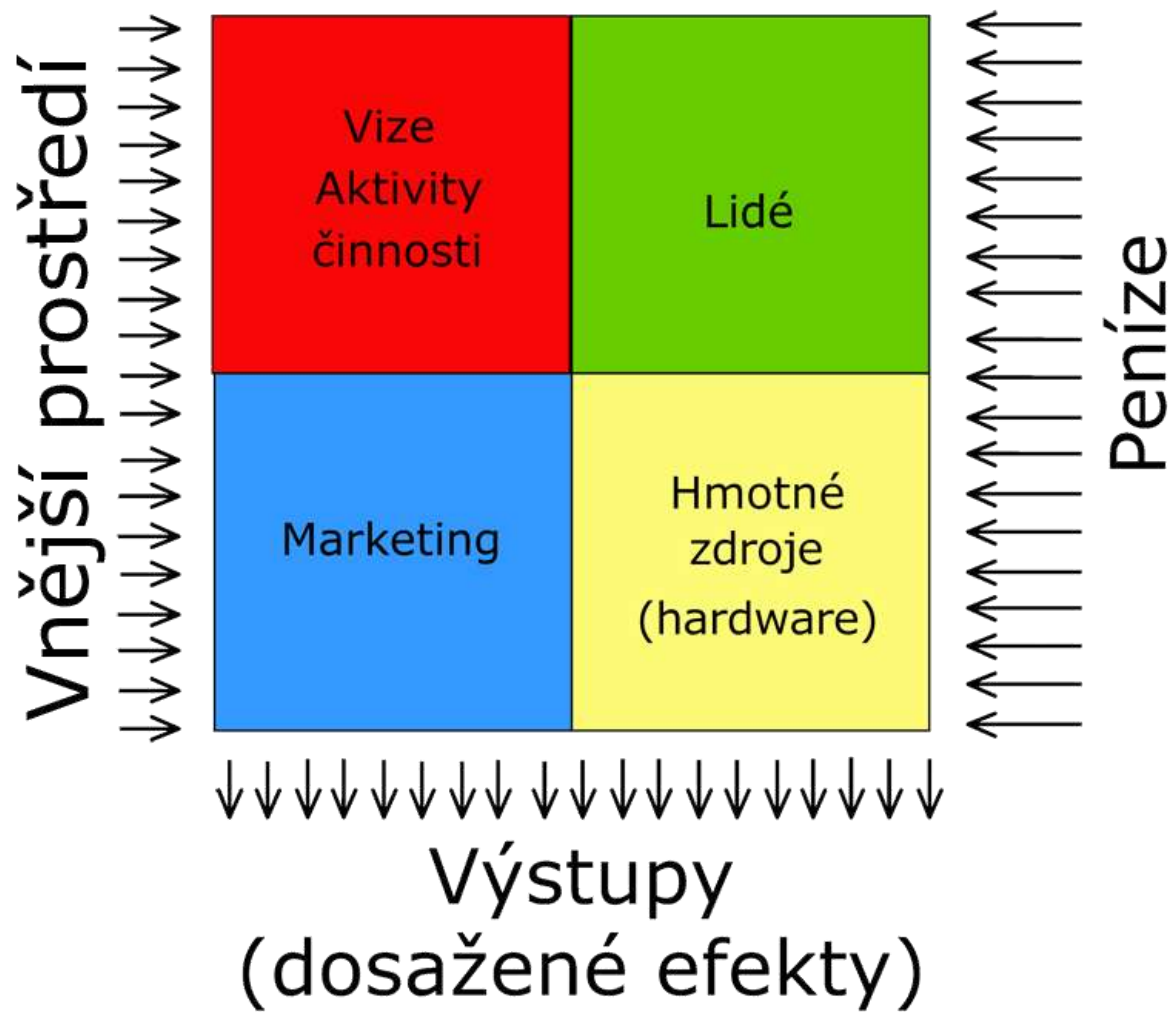 Vnější prostředí
Vize
Aktivity
činnosti
Lidé
Marketing
Hmotné
zdroje
(hardware)
Peníze
Výstupy
(dosažené efekty)